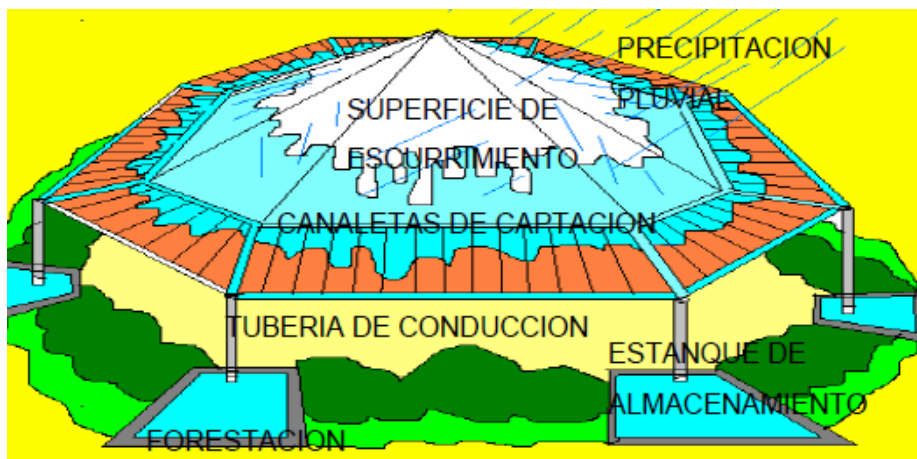 PRECIPITACION
PLUVIAL
SUPERFICIE DE
ESCURRIMIENTO
CANALETAS DE CAPTACION
TUBERIA DE CONDUCCION
ESTANQUE DE
ALMACENAMIENTO
FORESTACION